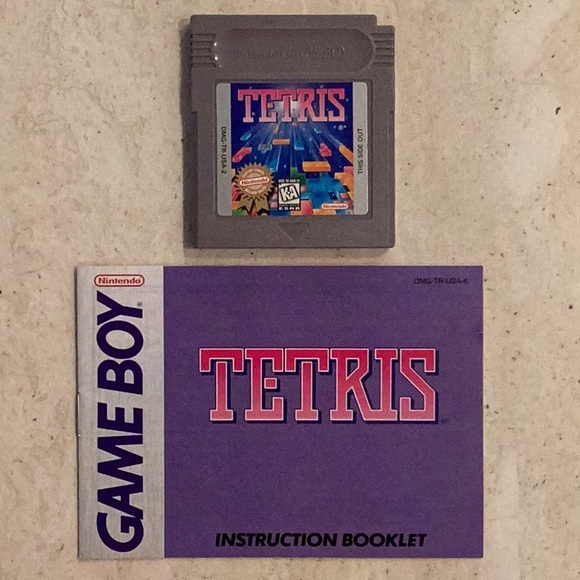 TETRIS
®
DMG-TR-USA-2
THIS SIDE OUT
Nintendo
K-A
ESRB
Nintendo
Nintendo
GAME BOY
®
DMG-TR-USA-6
TETRIS
INSTRUCTION BOOKLET